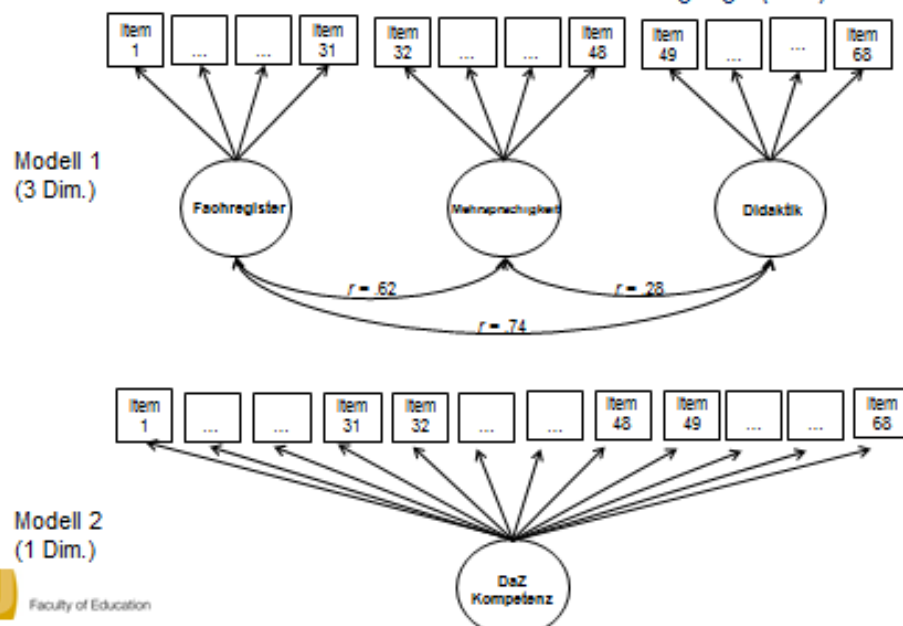 Item
1
...
...
Item
31
Item
32
...
...
Item
48
Item
49
...
...
Item
68
Modell 1
(3 Dim.)
Fachregister
Mehrsprachigkeit
Didaktik
r = .62
r = .28
r = .74
Item
1
...
...
Item
31
Item
32
...
...
Item
48
Item
49
...
...
Item
68
Modell 2
(1 Dim.)
DaZ
Kompetenz
Faculty of Education